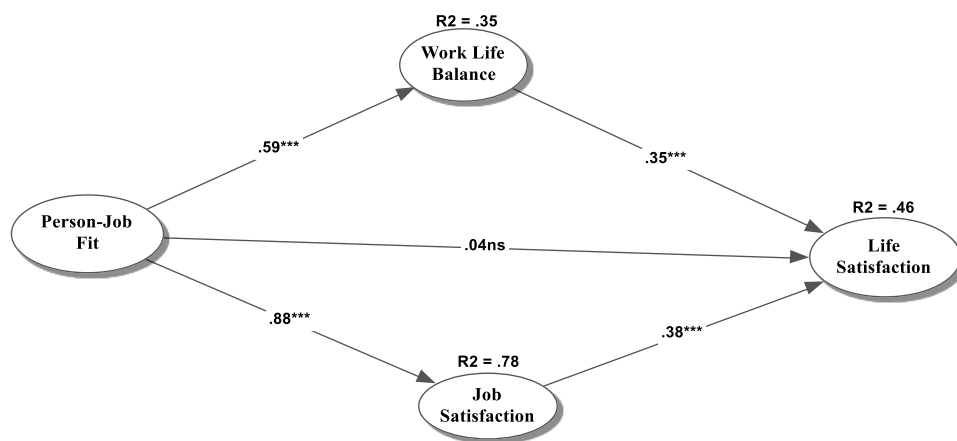 R2 = .35
Work Life
Balance
.59***
.35***
Person-Job
Fit
.04ns
R2 = .46
Life
Satisfaction
.88***
.38***
R2 = .78
Job
Satisfaction